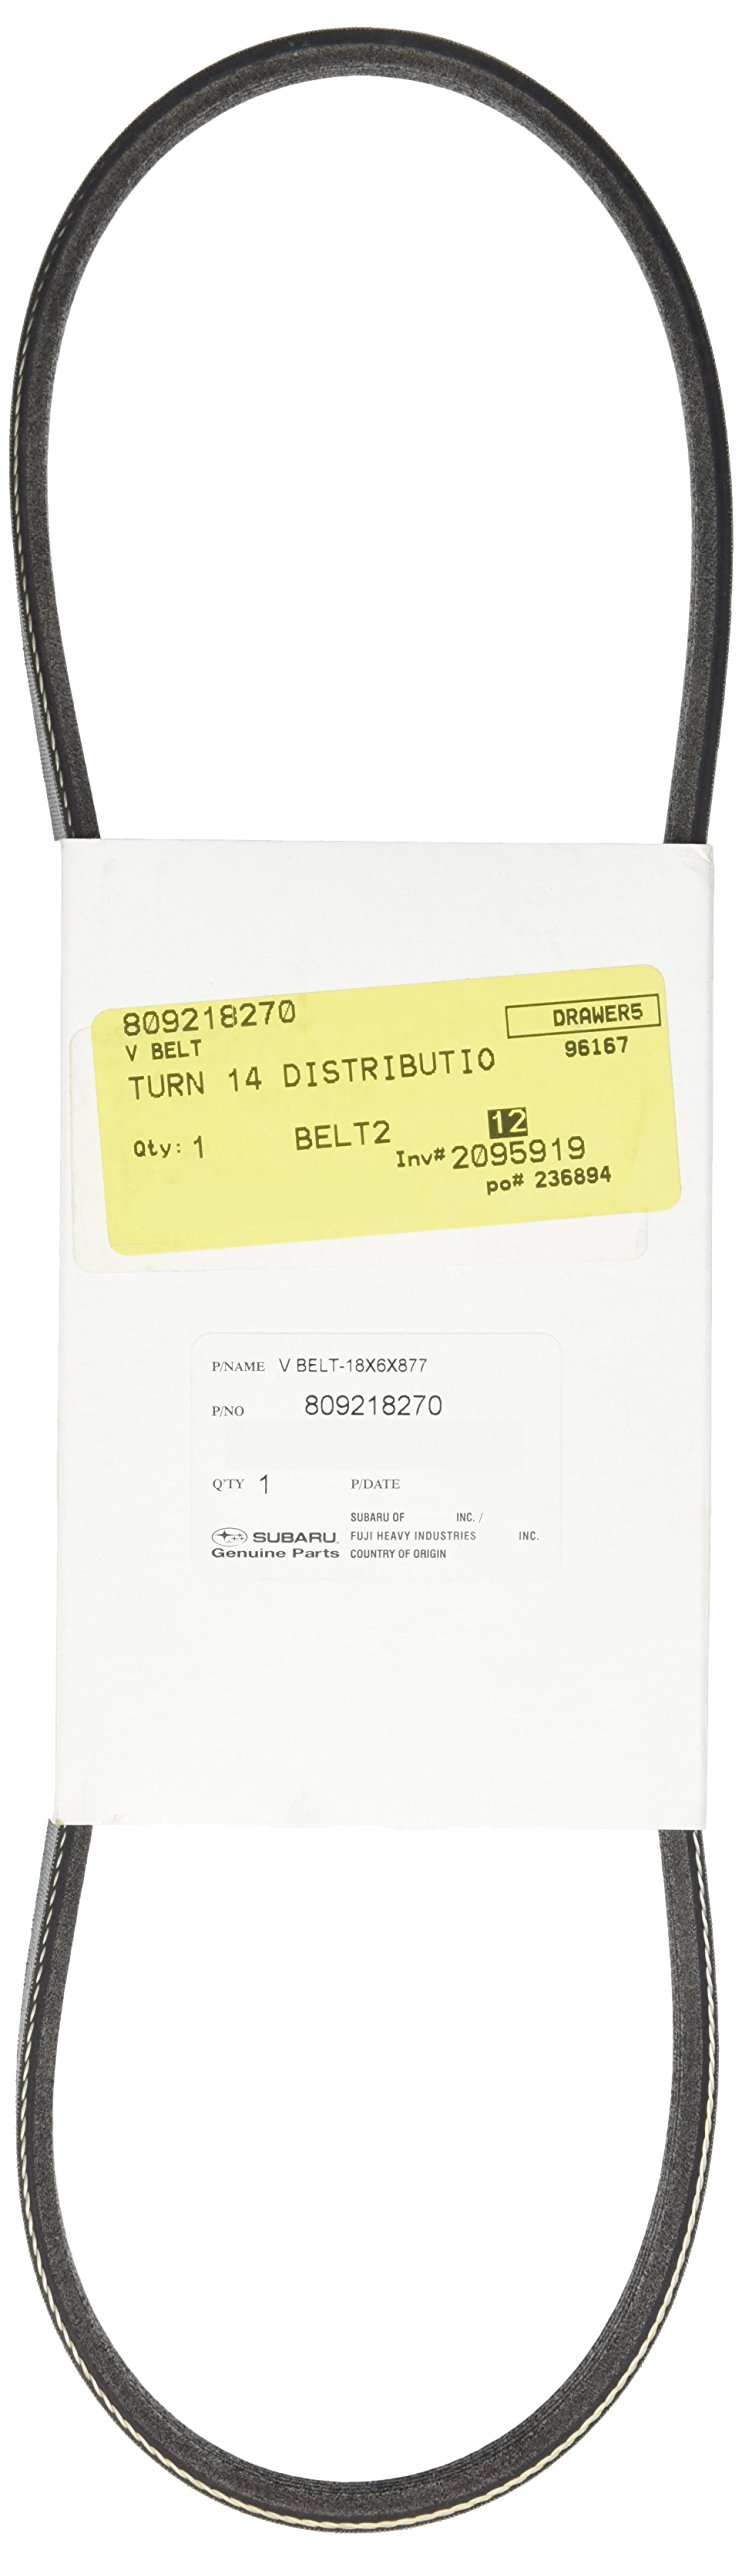 809218270
DRAWER5
V BELT
96167
TURN 14 DISTRIBUTIO
12
Qty: 1
BELT2
Inv# 2095919
po# 236894
P/NAME V BELT-18X6X877
P/NO 809218270
Q'TY 1 P/DATE
SUBARU OF INC. /
SUBARU. FUJI HEAVY INDUSTRIES INC.
Genuine Parts COUNTRY OF ORIGIN